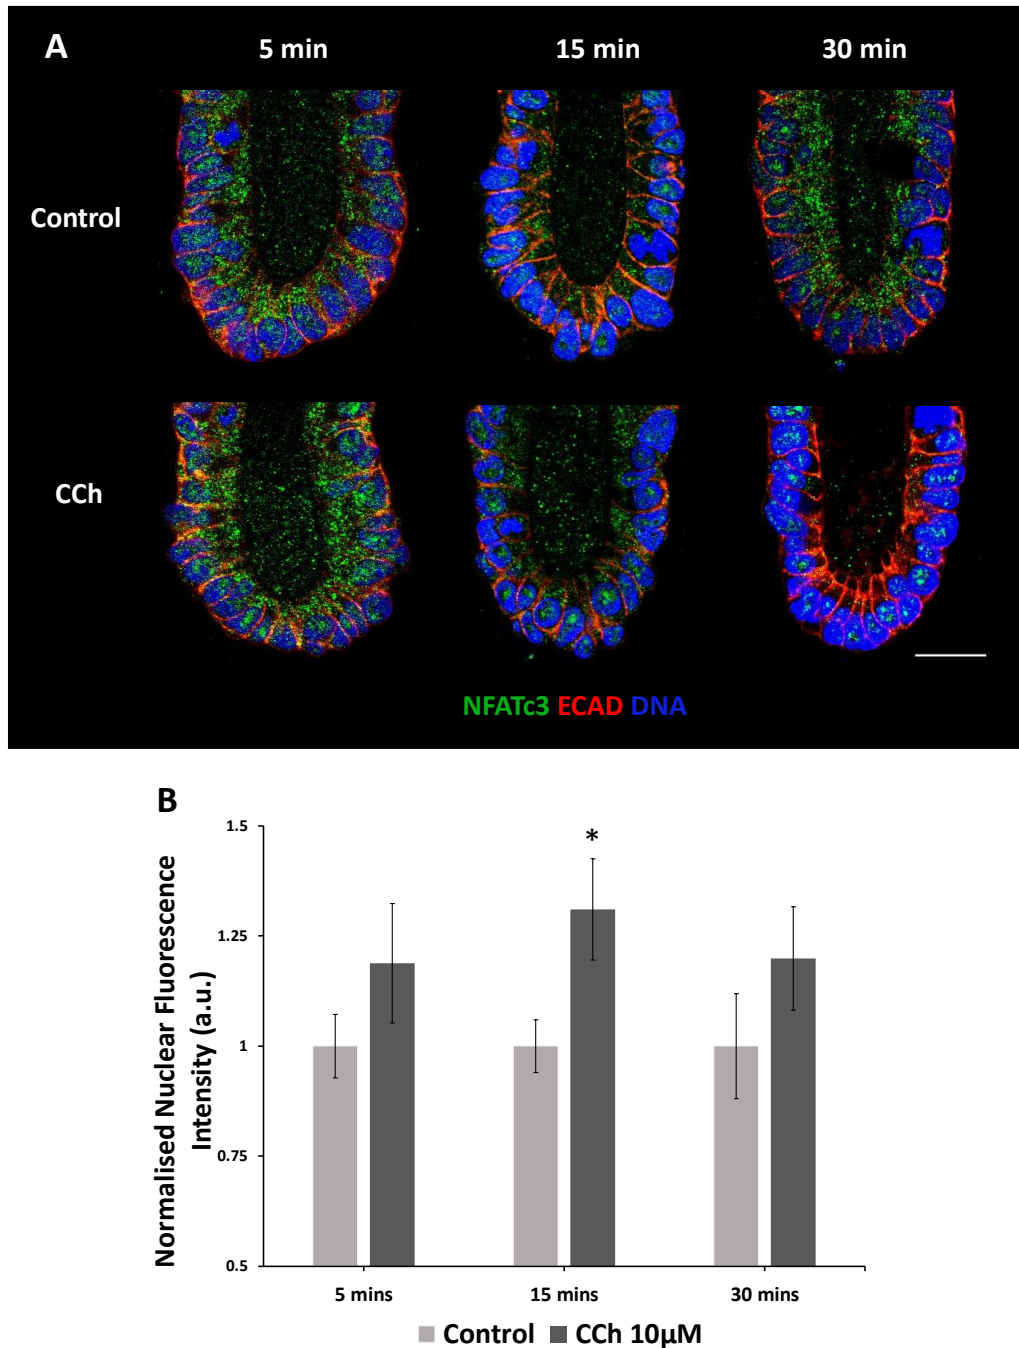 A
5 min 15 min 30 min
Control
CCh
NFATc3 ECAD DNA
B
1.5
1.25
1
0.75
0.5
Normalised Nuclear Fluorescence
Intensity (a.u.)
*
5 mins 15 mins 30 mins
Control CCh 10µM